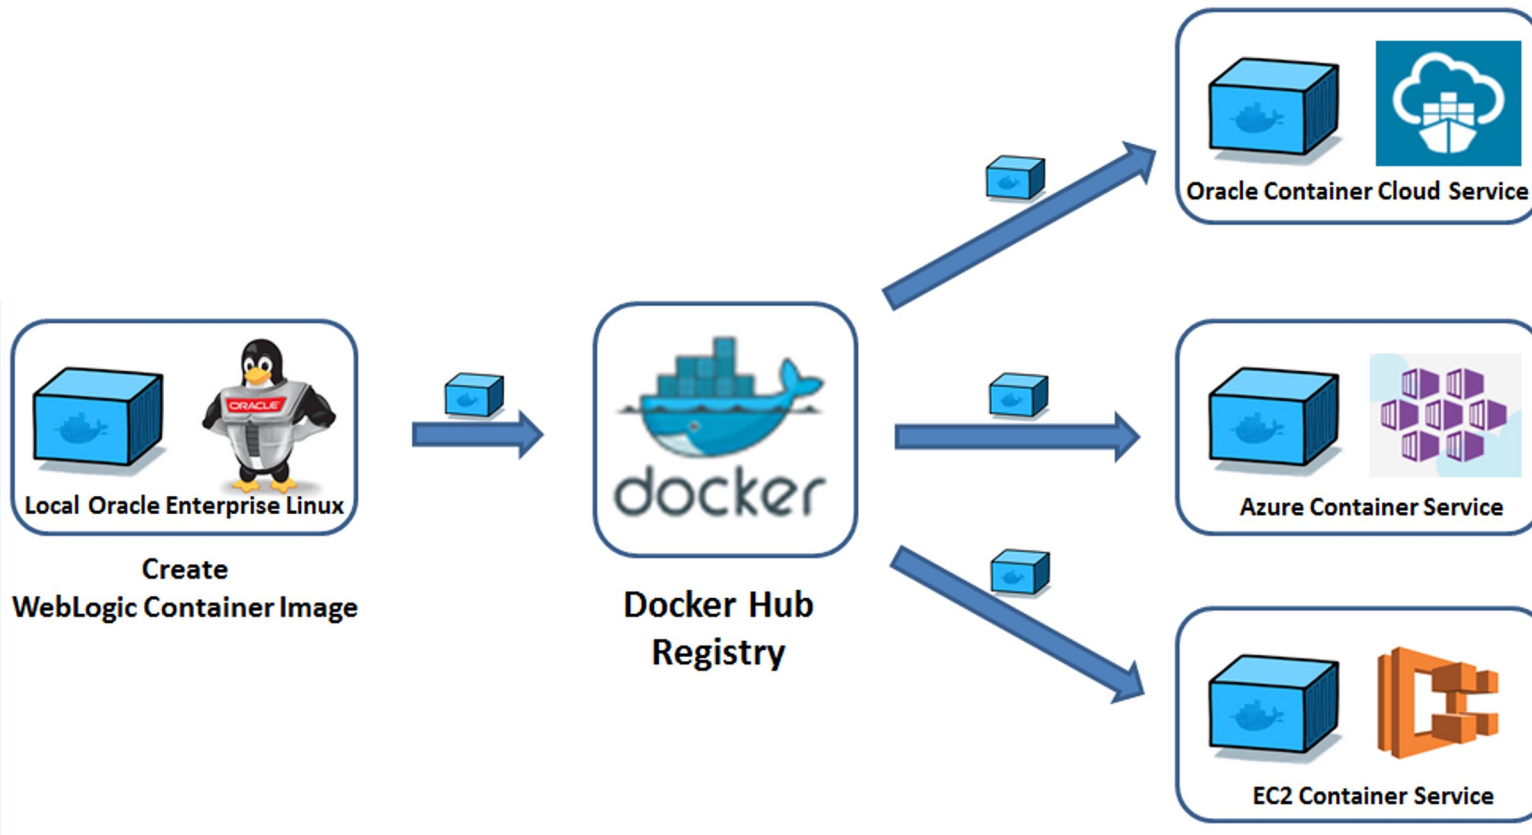 Oracle Container Cloud Service
ORACLE
Local Oracle Enterprise Linux
Create
WebLogic Container Image
docker
Docker Hub
Registry
Azure Container Service
EC2 Container Service